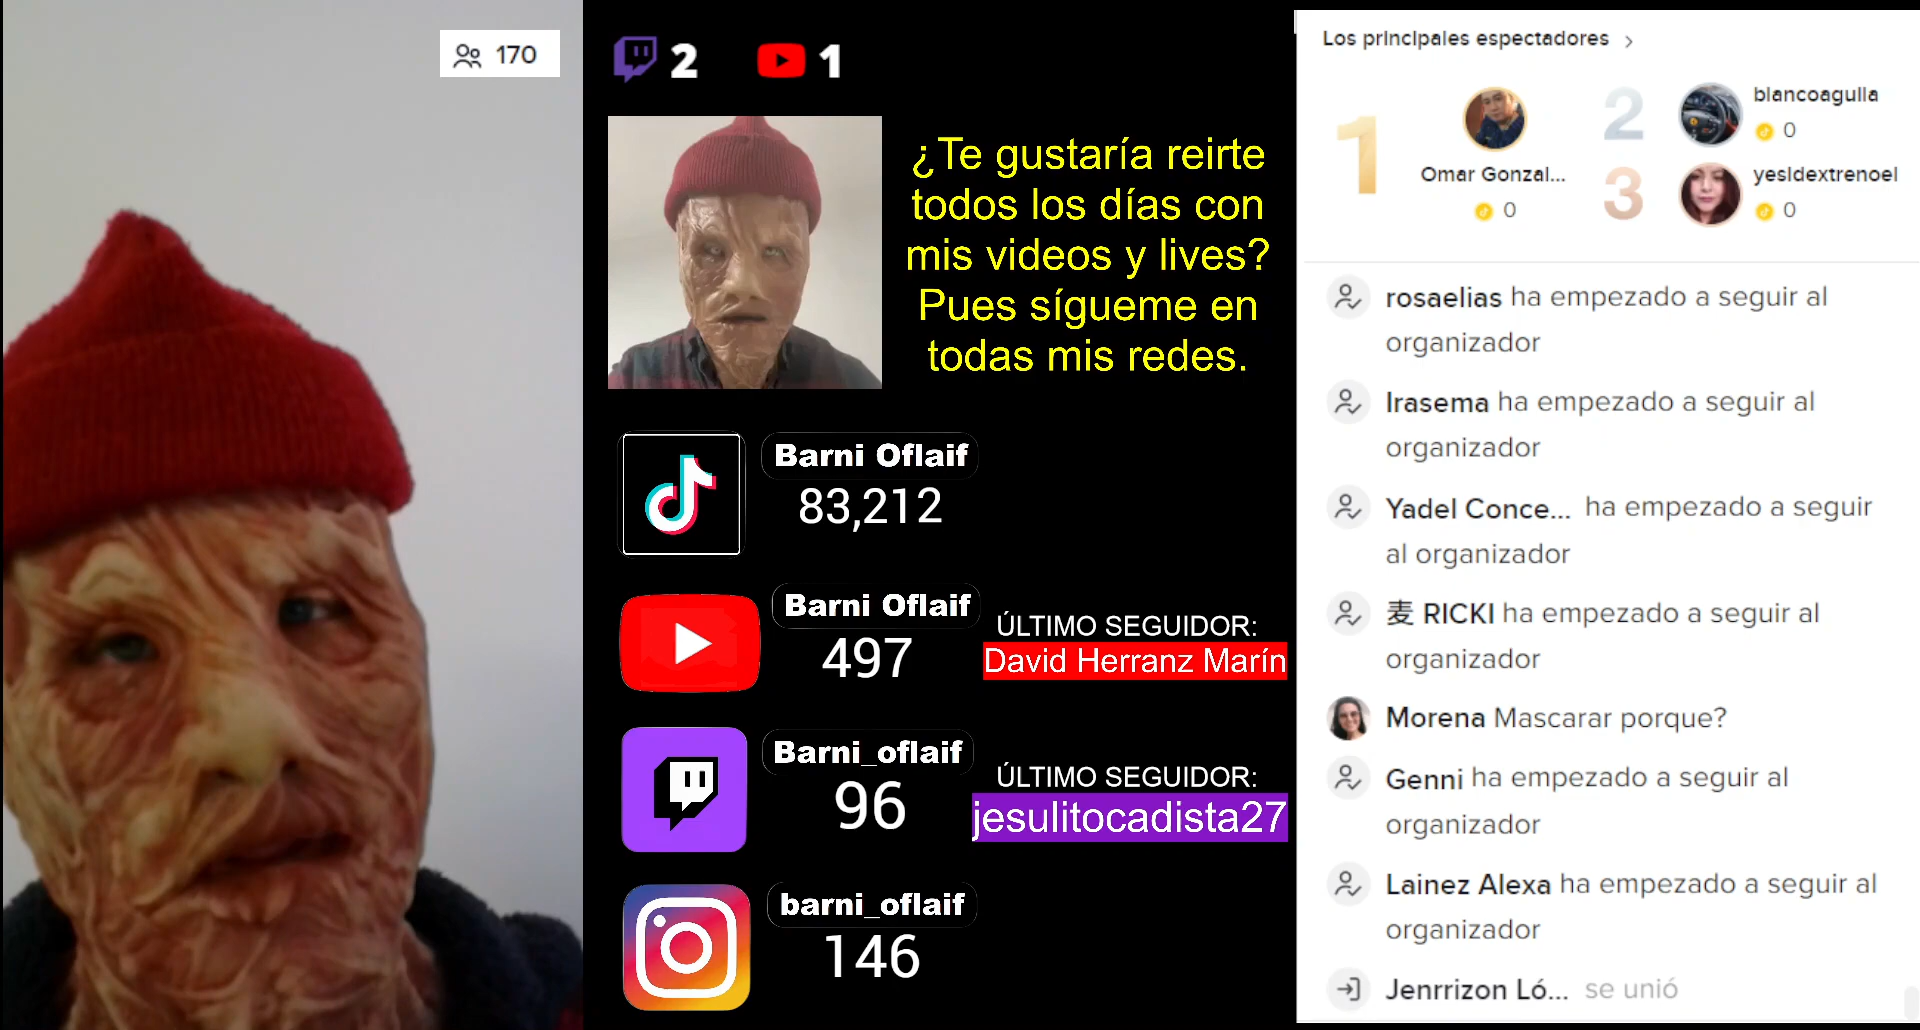 170
2
1
¿Te gustaría reirte
todos los días con
mis videos y lives?
Pues sígueme en
todas mis redes.
Barni Oflaif
83,212
Barni Oflaif
497
ÚLTIMO SEGUIDOR:
David Herranz Marín
Barni_oflaif
96
ÚLTIMO SEGUIDOR:
jesulitocadista27
barni_oflaif
146
Los principales espectadores >
1
Omar Gonzal...
0
2
blancoaguila
0
3
yesidextrenoel
0
rosaelias ha empezado a seguir al
organizador
Irasema ha empezado a seguir al
organizador
Yadel Conce... ha empezado a seguir
al organizador
麦 RICKI ha empezado a seguir al
organizador
Morena Mascarar porque?
Genni ha empezado a seguir al
organizador
Lainez Alexa ha empezado a seguir al
organizador
Jenrrizon Ló... se unió